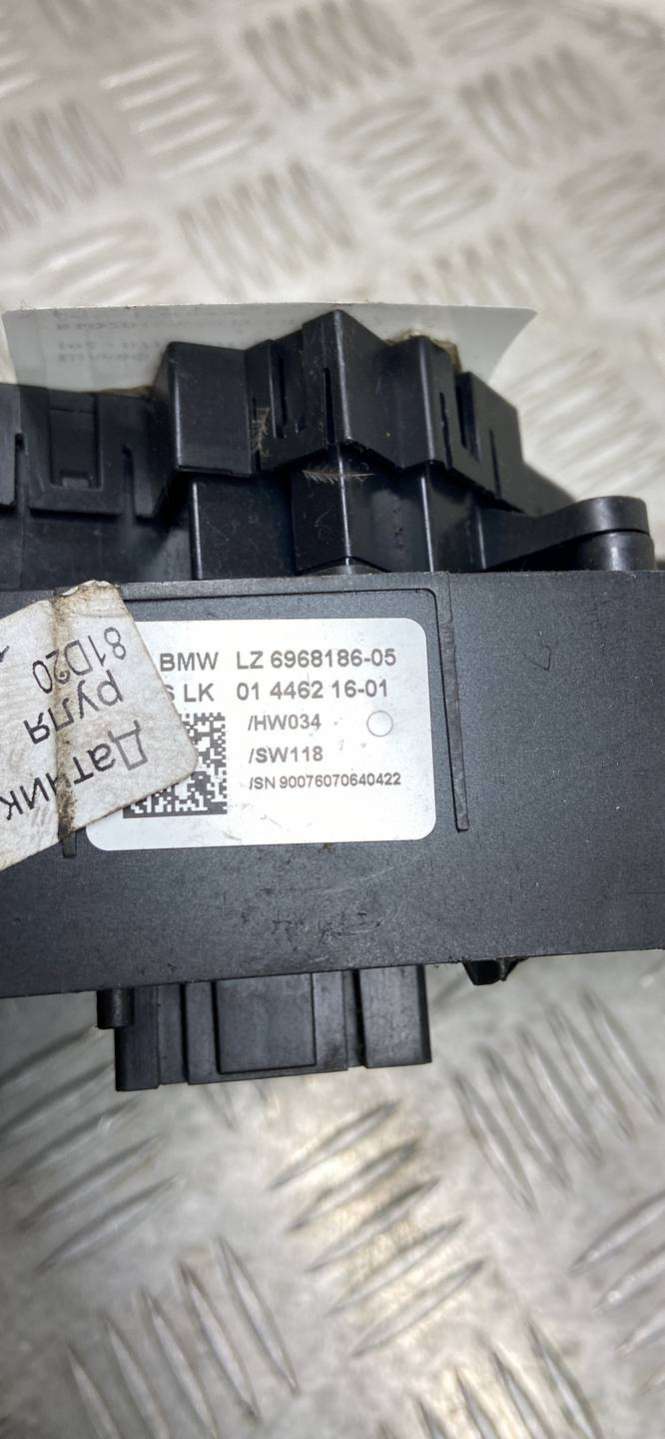 BMW LZ 6968186-05
LK 01 4462 16-01
/HW034
/SW118
/SN 90076070640422
Датчик
руля
81D20